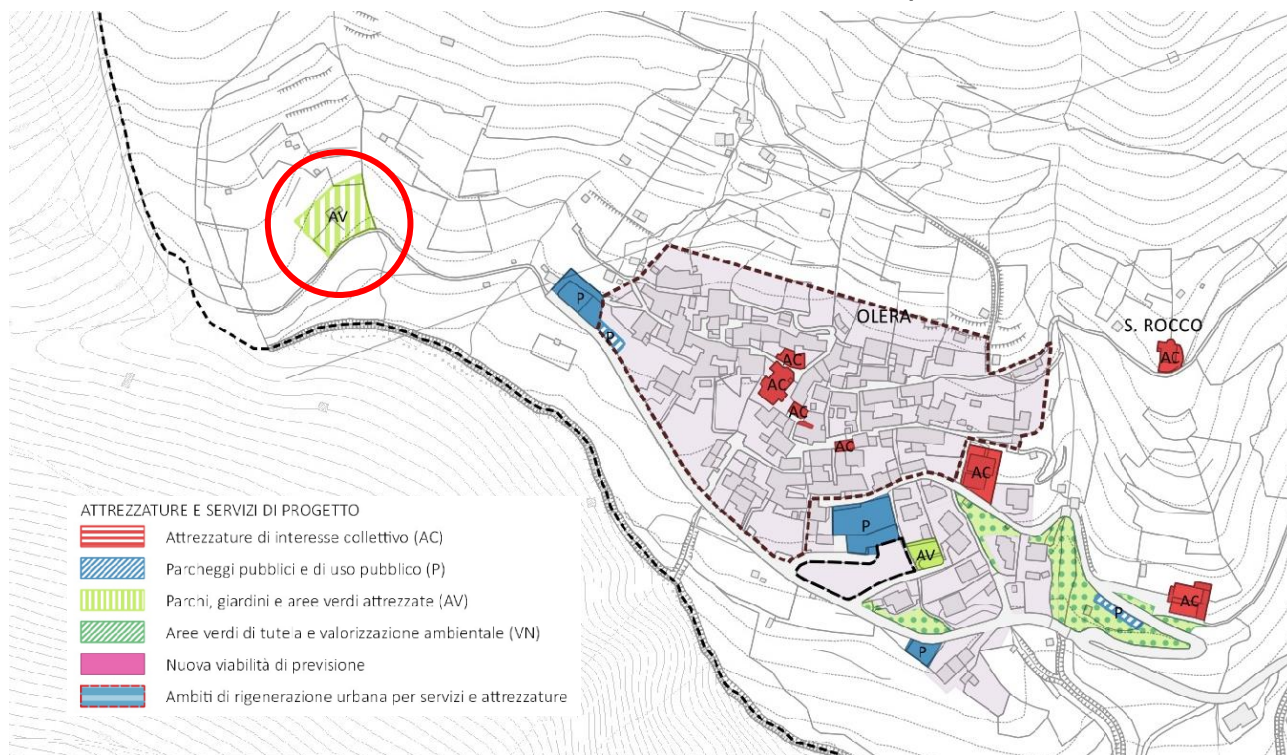 AV
P
P
OLERA
S. ROCCO
AC
AC
AC
AC
AC
AC
P
AV
P
AC
P
ATTREZZATURE E SERVIZI DI PROGETTO
Attrezzature di interesse collettivo (AC)
Parcheggi pubblici e di uso pubblico (P)
Parchi, giardini e aree verdi attrezzate (AV)
Aree verdi di tute a e valorizzazione ambientale (VN)
Nuova viabilità di previsione
Ambiti di rigenerazione urbana per servizi e attrezzature